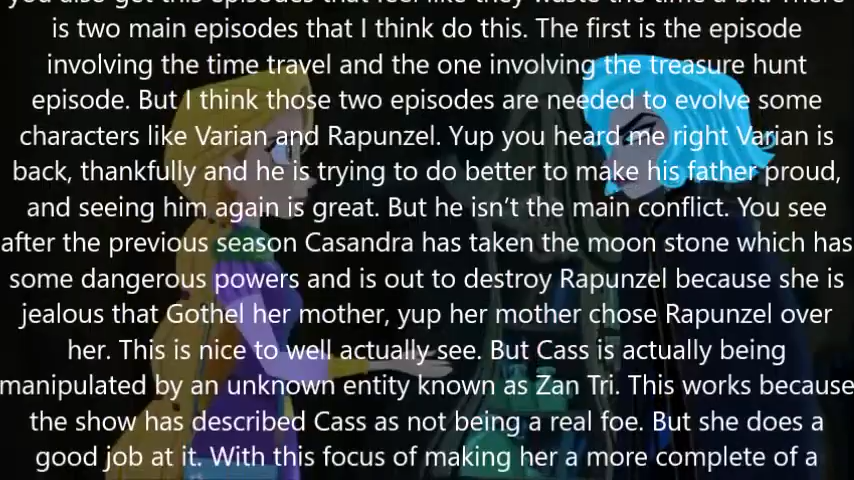 you also get this episodes that feel like they waste the time a bit. There
is two main episodes that I think do this. The first is the episode
involving the time travel and the one involving the treasure hunt
episode. But I think those two episodes are needed to evolve some
characters like Varian and Rapunzel. Yup you heard me right Varian is
back, thankfully and he is trying to do better to make his father proud,
and seeing him again is great. But he isn’t the main conflict. You see
after the previous season Casandra has taken the moon stone which has
some dangerous powers and is out to destroy Rapunzel because she is
jealous that Gothel her mother, yup her mother chose Rapunzel over
her. This is nice to well actually see. But Cass is actually being
manipulated by an unknown entity known as Zan Tri. This works because
the show has described Cass as not being a real foe. But she does a
good job at it. With this focus of making her a more complete of a